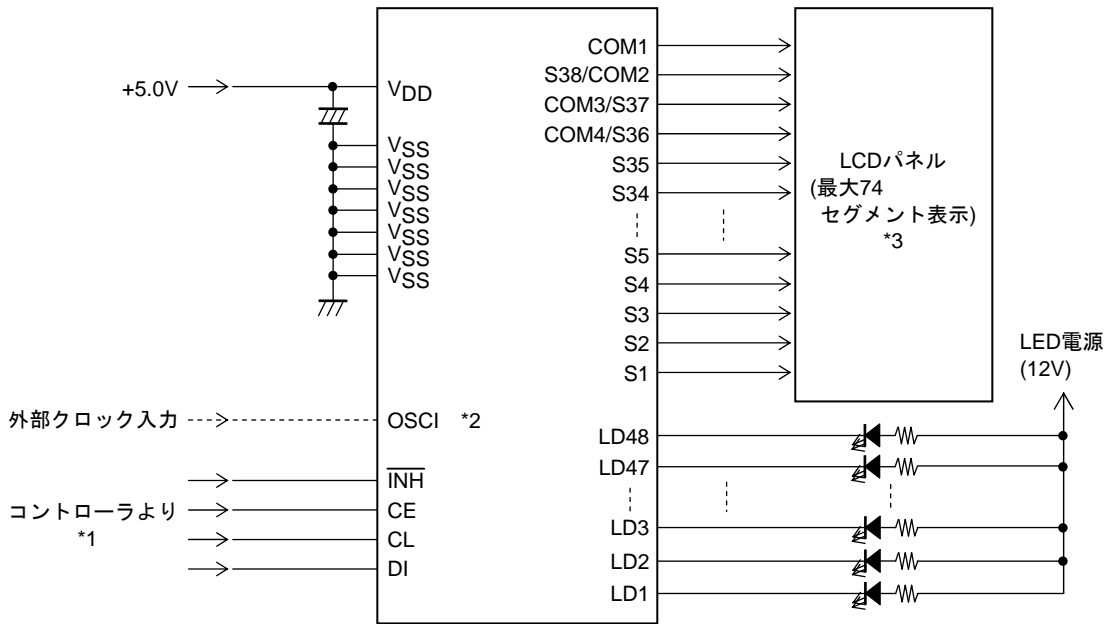 +5.0V
VDD
VSS
VSS
VSS
VSS
VSS
VSS
VSS
外部クロック入力
OSCI *2
コントローラより
*1
INH
CE
CL
DI
COM1
S38/COM2
COM3/S37
COM4/S36
S35
S34
S5
S4
S3
S2
S1
LD48
LD47
LD3
LD2
LD1
LCDパネル
(最大74
セグメント表示)
*3
LED電源
(12V)